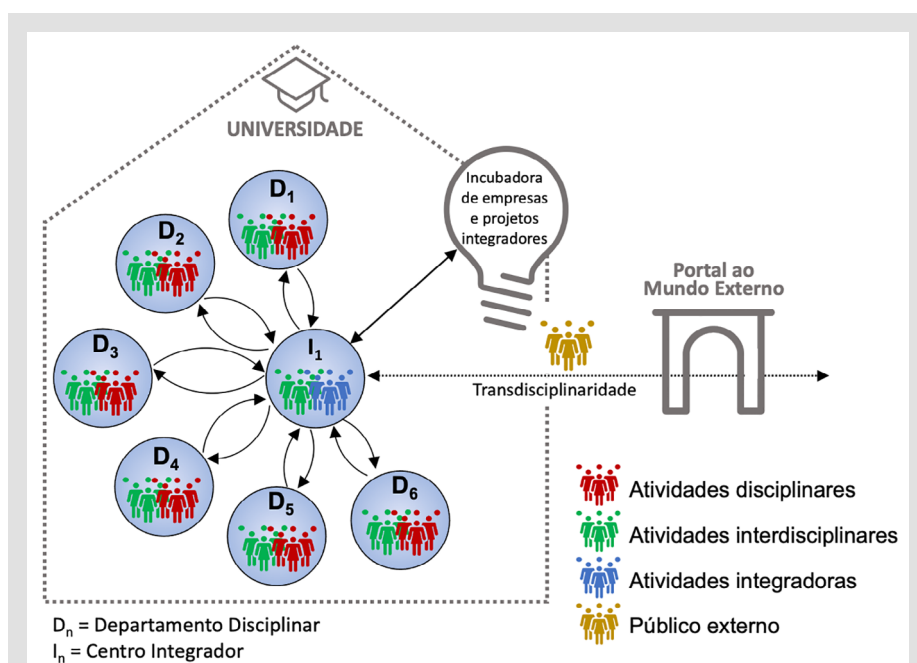 UNIVERSIDADE
Incubadora
de empresas
e projetos
integradores
D1
D2
D3
D4
D5
D6
I1
Portal ao
Mundo Externo
Transdisciplinaridade
Atividades disciplinares
Atividades interdisciplinares
Atividades integradoras
Público externo
Dn = Departamento Disciplinar
In = Centro Integrador